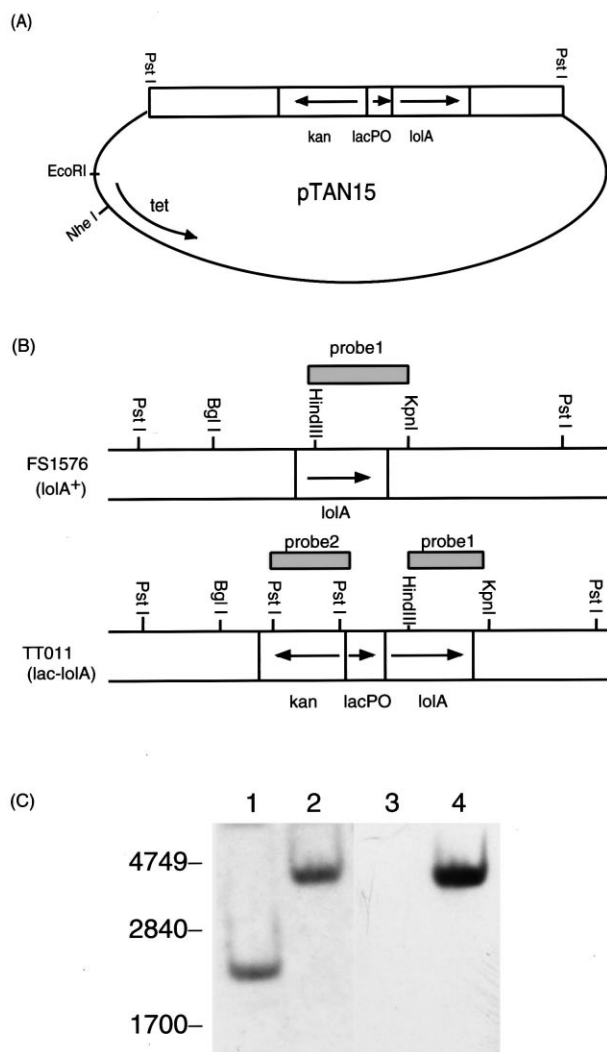 (A)
Pst I
Pst I
kan lacPO lolA
EcoRI
pTAN15
tet
Nhe I
(B)
probe1
Pst I Bgl I HindIII KpnI Pst I
FS1576
(lolA+)
lolA
probe2 probe1
Pst I Bgl I Pst I Pst I HindIII KpnI Pst I
TT011
(lac-lolA)
kan lacPO lolA
(C)
1 2 3 4
4749–
2840–
1700–